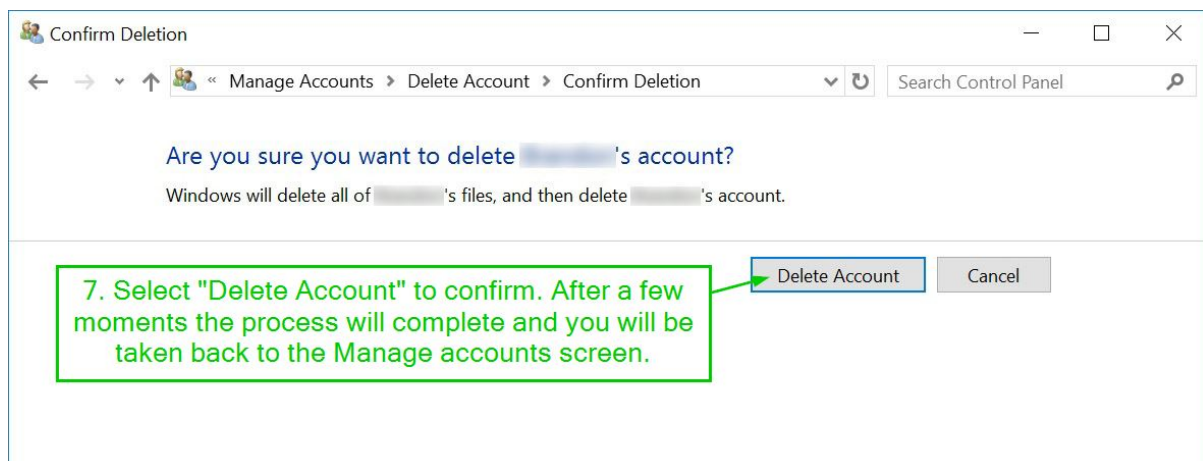 Confirm Deletion
« Manage Accounts > Delete Account > Confirm Deletion
Search Control Panel
Are you sure you want to delete 's account?
Windows will delete all of 's files, and then delete 's account.
Delete Account
Cancel
7. Select "Delete Account" to confirm. After a few
moments the process will complete and you will be
taken back to the Manage accounts screen.